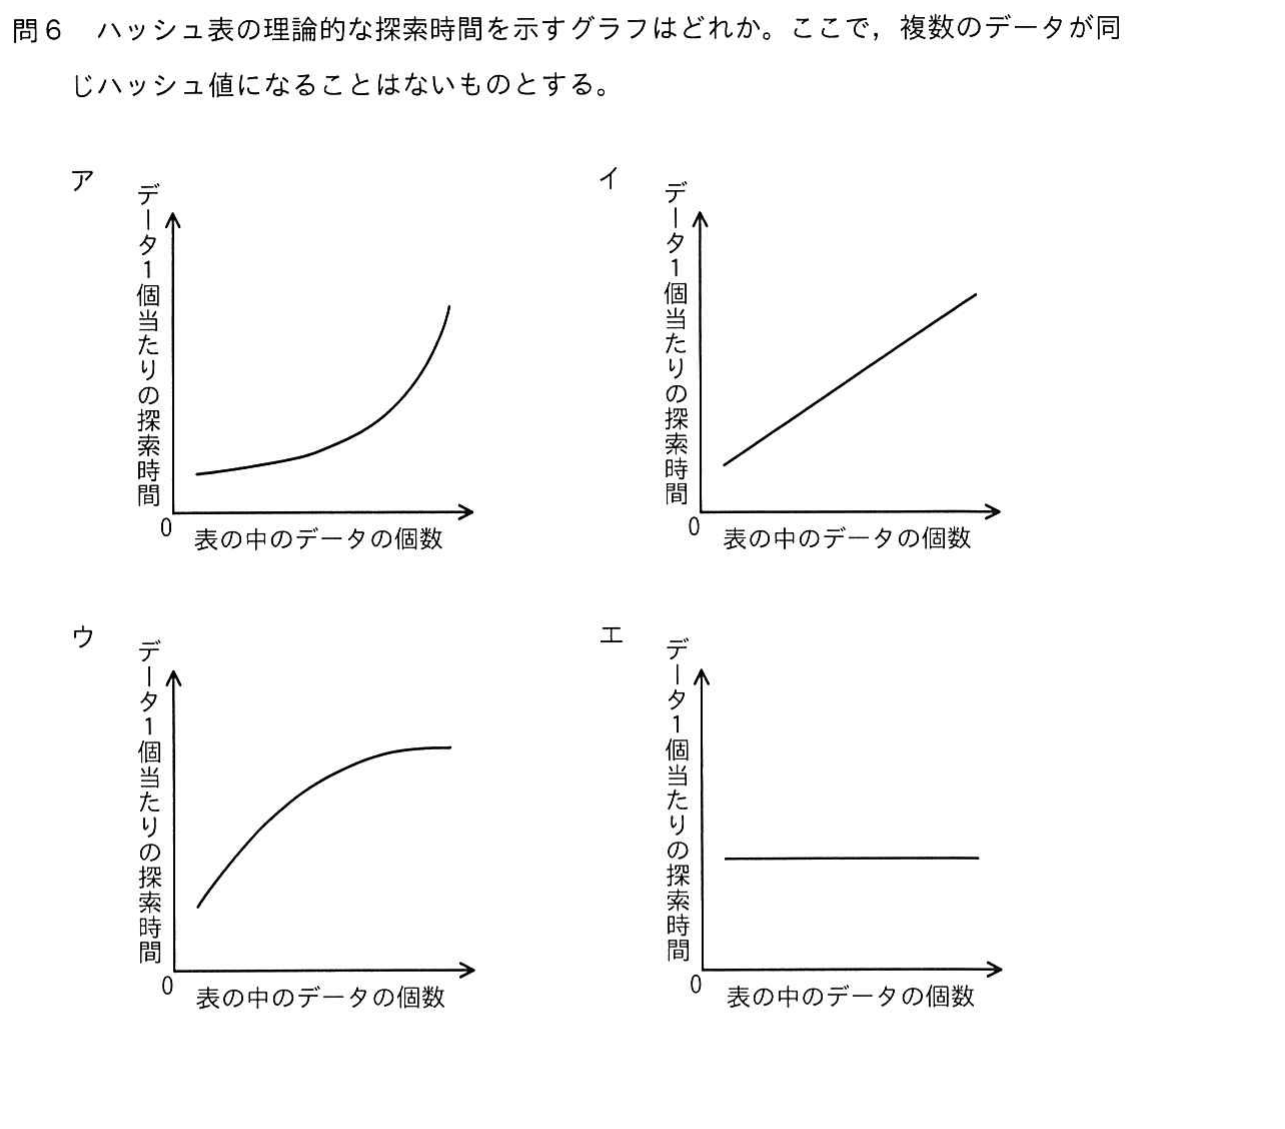 問６　ハッシュ表の理論的な探索時間を示すグラフはどれか。ここで，複数のデータが同
じハッシュ値になることはないものとする。
ア
データ1個当たりの探索時間
0
表の中のデータの個数
イ
データ1個当たりの探索時間
0
表の中のデータの個数
ウ
データ1個当たりの探索時間
0
表の中のデータの個数
エ
データ1個当たりの探索時間
0
表の中のデータの個数